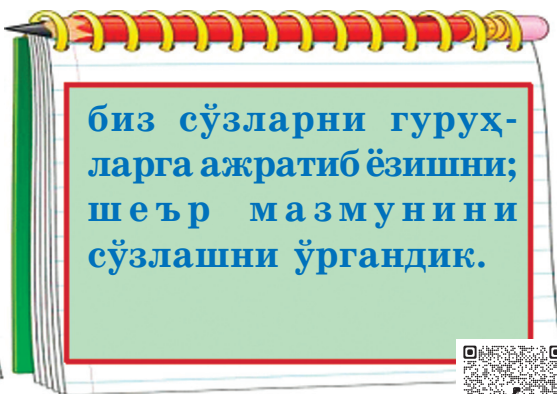 биз сўзларни гуруҳ-
ларга ажратиб ёзишни;
шеър мазмунини
сўзлашни ўргандик.